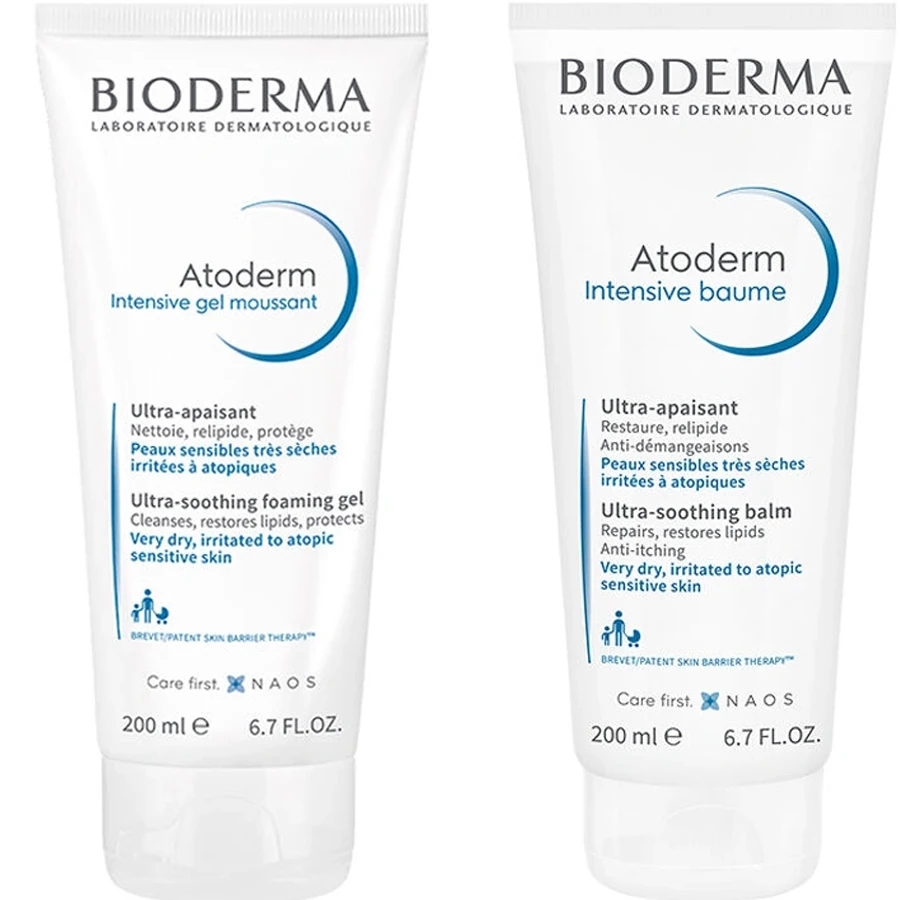 BIODERMA
LABORATOIRE DERMATOLOGIQUE
Atoderm
Intensive gel moussant
Ultra-apaisant
Nettoie, relipide, protège
Peaux sensibles très sèches
irritées à atopiques
Ultra-soothing foaming gel
Cleanses, restores lipids, protects
Very dry, irritated to atopic
sensitive skin
BREVET/PATENT SKIN BARRIER THERAPY™
Care first. NAOS
200 ml ℮ 6.7 FL.OZ.
BIODERMA
LABORATOIRE DERMATOLOGIQUE
Atoderm
Intensive baume
Ultra-apaisant
Restaure, relipide
Anti-démangeaisons
Peaux sensibles très sèches
irritées à atopiques
Ultra-soothing balm
Repairs, restores lipids
Anti-itching
Very dry, irritated to atopic
sensitive skin
BREVET/PATENT SKIN BARRIER THERAPY™
Care first. NAOS
200 ml ℮ 6.7 FL.OZ.